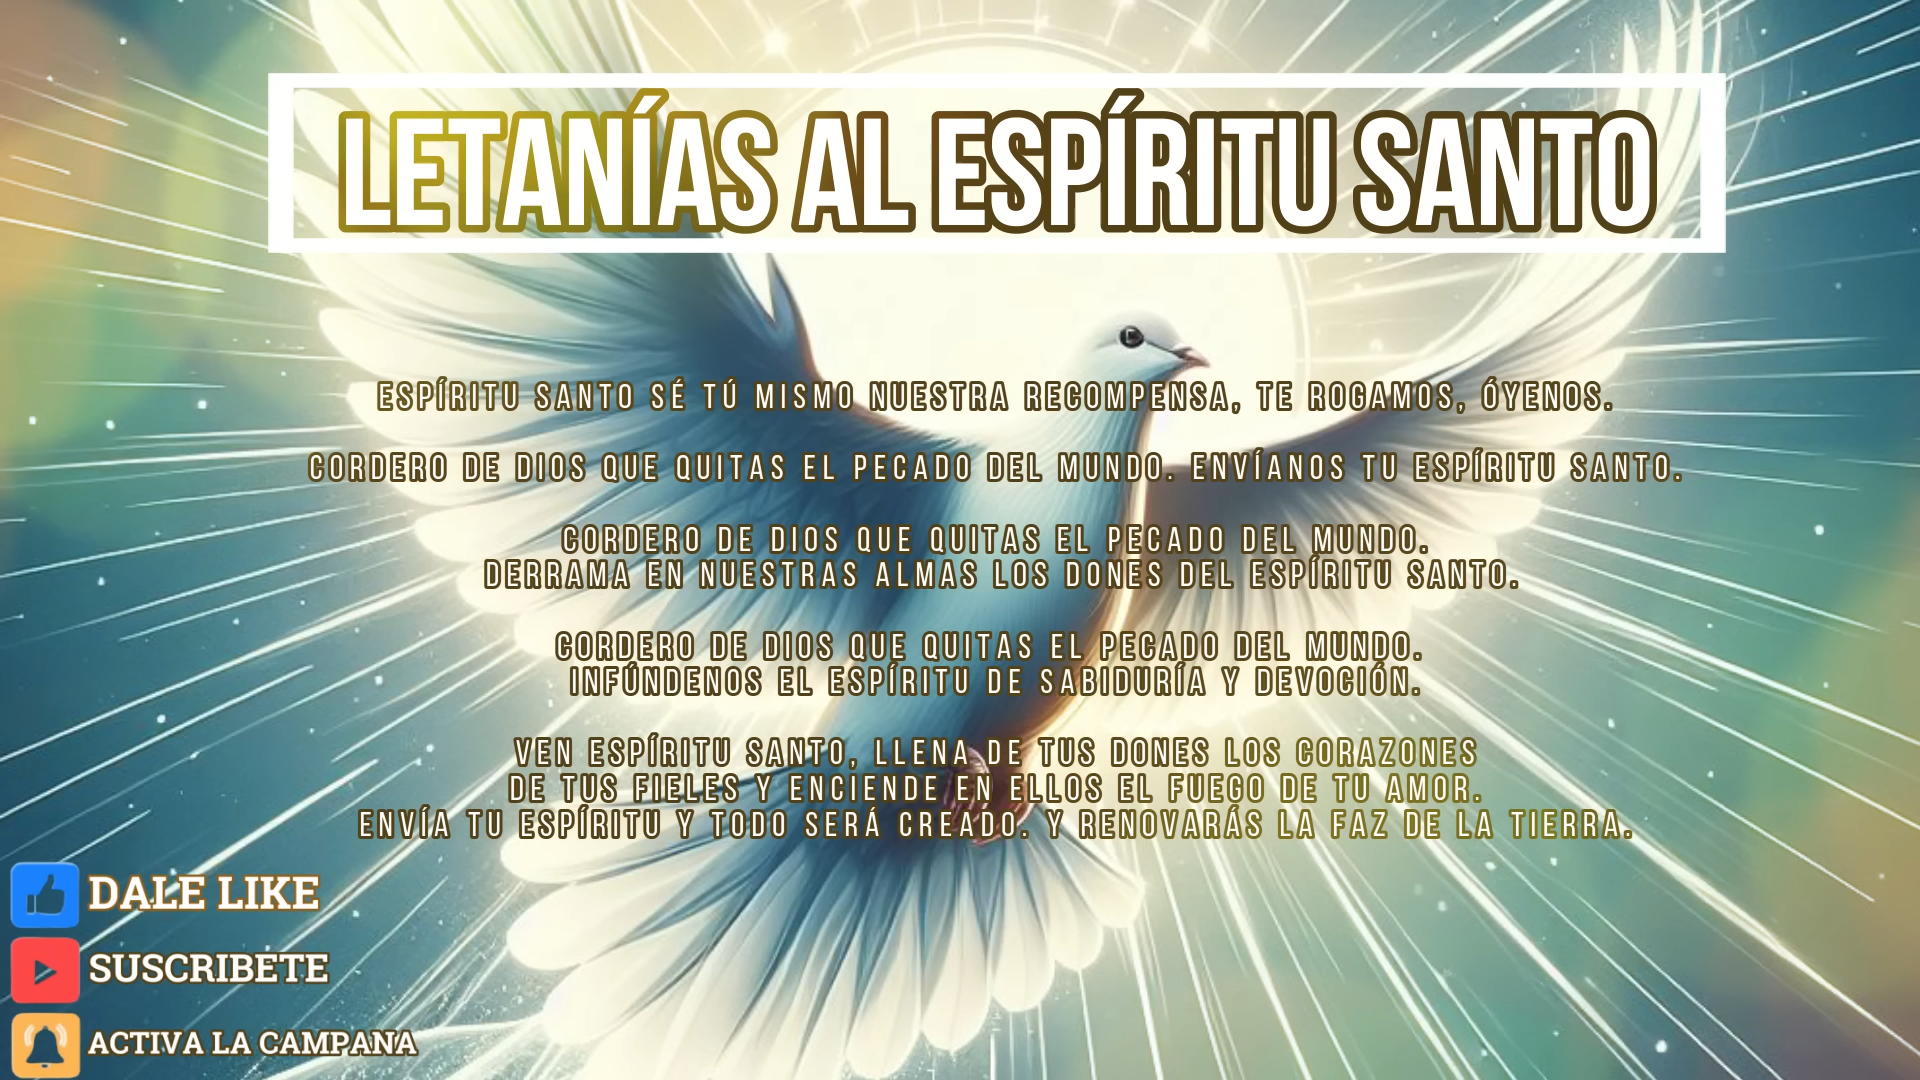 LETANÍAS AL ESPÍRITU SANTO
ESPÍRITU SANTO SÉ TÚ MISMO NUESTRA RECOMPENSA, TE ROGAMOS, ÓYENOS.
CORDERO DE DIOS QUE QUITAS EL PECADO DEL MUNDO. ENVÍANOS TU ESPÍRITU SANTO.
CORDERO DE DIOS QUE QUITAS EL PECADO DEL MUNDO.
DERRAMA EN NUESTRAS ALMAS LOS DONES DEL ESPÍRITU SANTO.
CORDERO DE DIOS QUE QUITAS EL PECADO DEL MUNDO.
INFÚNDENOS EL ESPÍRITU DE SABIDURÍA Y DEVOCIÓN.
VEN ESPÍRITU SANTO, LLENA DE TUS DONES LOS CORAZONES
DE TUS FIELES Y ENCIENDE EN ELLOS EL FUEGO DE TU AMOR.
ENVÍA TU ESPÍRITU Y TODO SERÁ CREADO. Y RENOVARÁS LA FAZ DE LA TIERRA.
DALE LIKE
SUSCRIBETE
ACTIVA LA CAMPANA